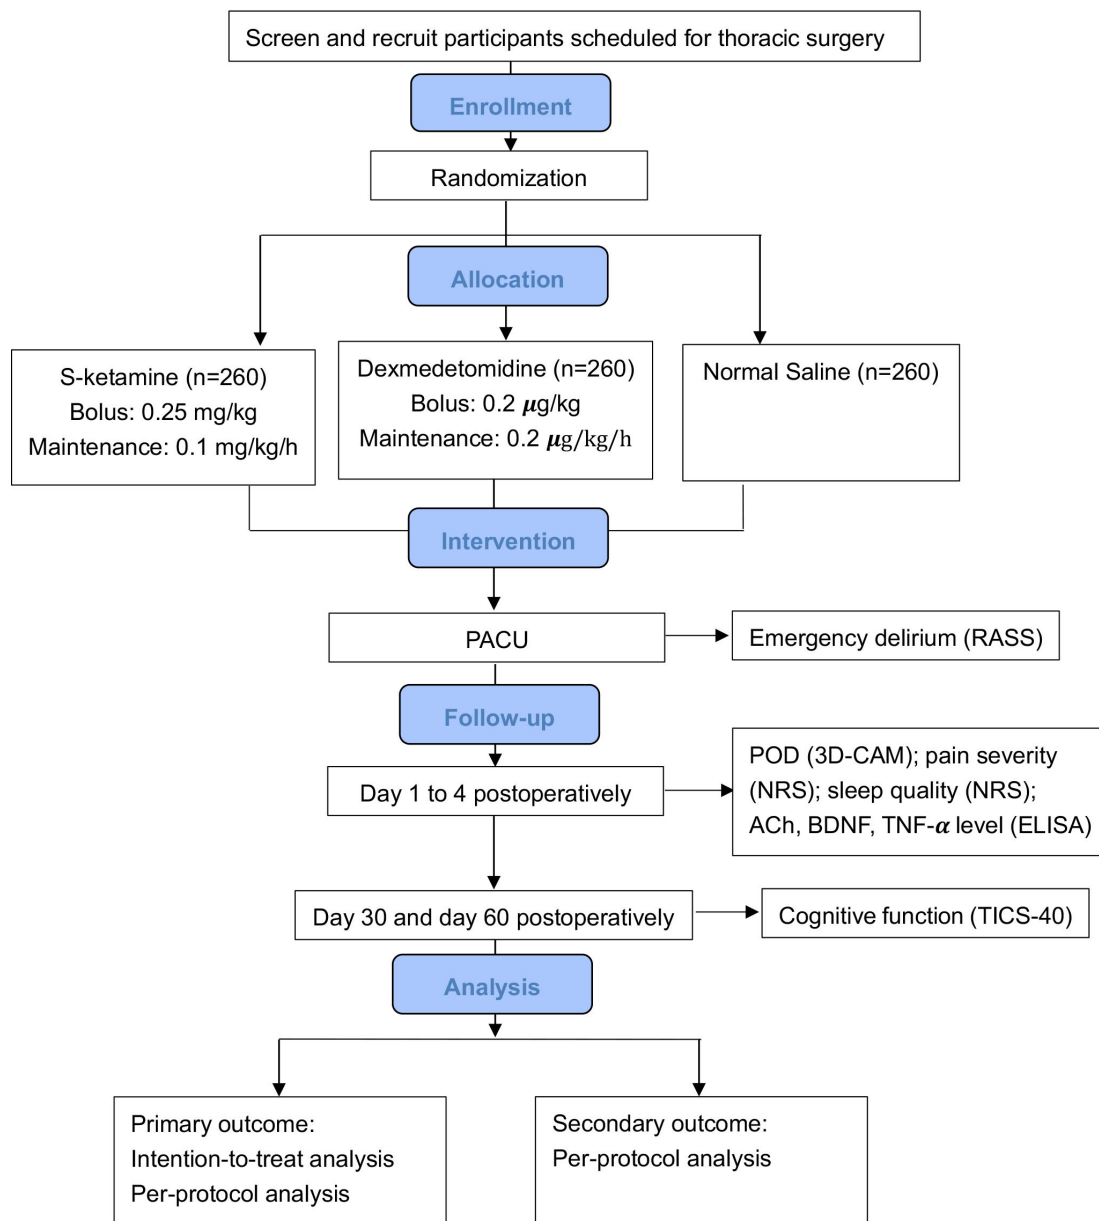 Screen and recruit participants scheduled for thoracic surgery
Enrollment
Randomization
Allocation
S-ketamine (n=260)
Bolus: 0.25 mg/kg
Maintenance: 0.1 mg/kg/h
Dexmedetomidine (n=260)
Bolus: 0.2 μg/kg
Maintenance: 0.2 μg/kg/h
Normal Saline (n=260)
Intervention
PACU
Emergency delirium (RASS)
Follow-up
Day 1 to 4 postoperatively
POD (3D-CAM); pain severity
(NRS); sleep quality (NRS);
ACh, BDNF, TNF-α level (ELISA)
Day 30 and day 60 postoperatively
Cognitive function (TICS-40)
Analysis
Primary outcome:
Intention-to-treat analysis
Per-protocol analysis
Secondary outcome:
Per-protocol analysis